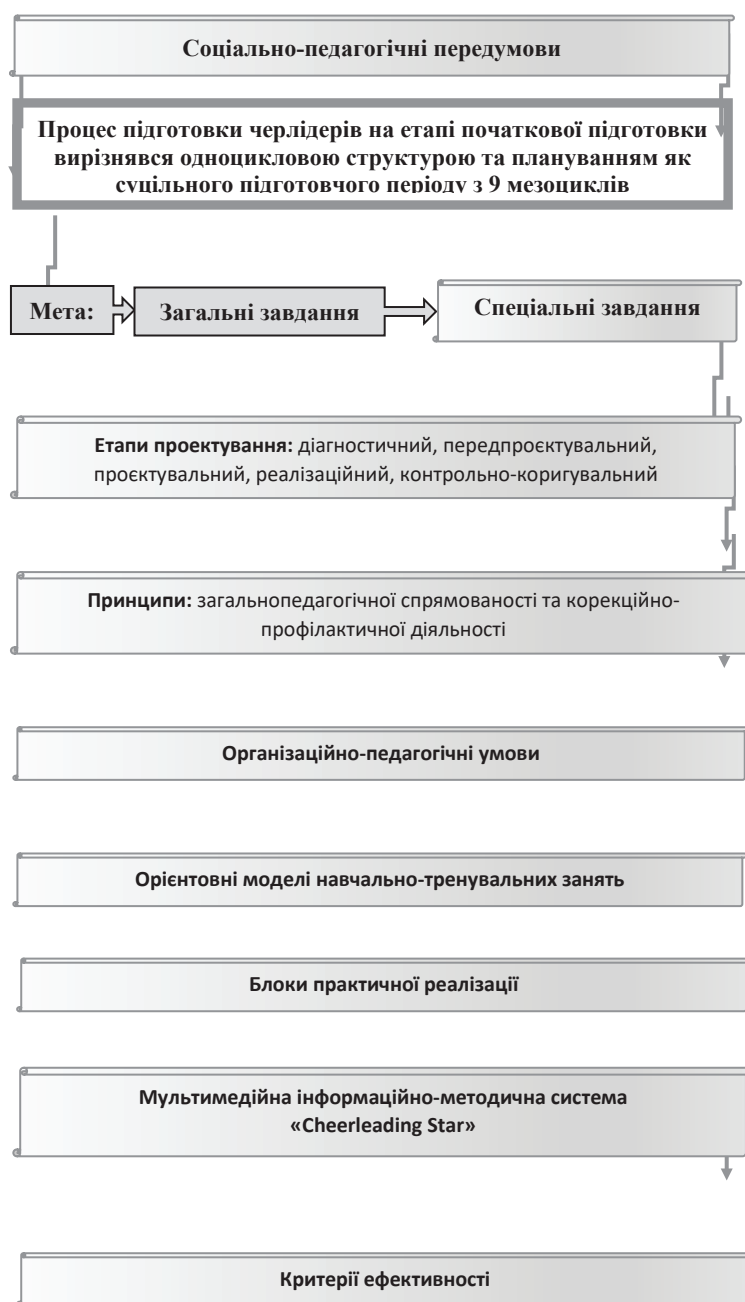 Соціально-педагогічні передумови
Процес підготовки черлідерів на етапі початкової підготовки
вирізнявся одноцикловою структурою та плануванням як
суцільного підготовчого періоду з 9 мезоциклів
Мета:
Загальні завдання
Спеціальні завдання
Етапи проектування: діагностичний, передпроєктувальний,
проєктувальний, реалізаційний, контрольно-коригувальний
Принципи: загальнопедагогічної спрямованості та корекційно-
профілактичної діяльності
Організаційно-педагогічні умови
Орієнтовні моделі навчально-тренувальних занять
Блоки практичної реалізації
Мультимедійна інформаційно-методична система
«Cheerleading Star»
Критерії ефективності